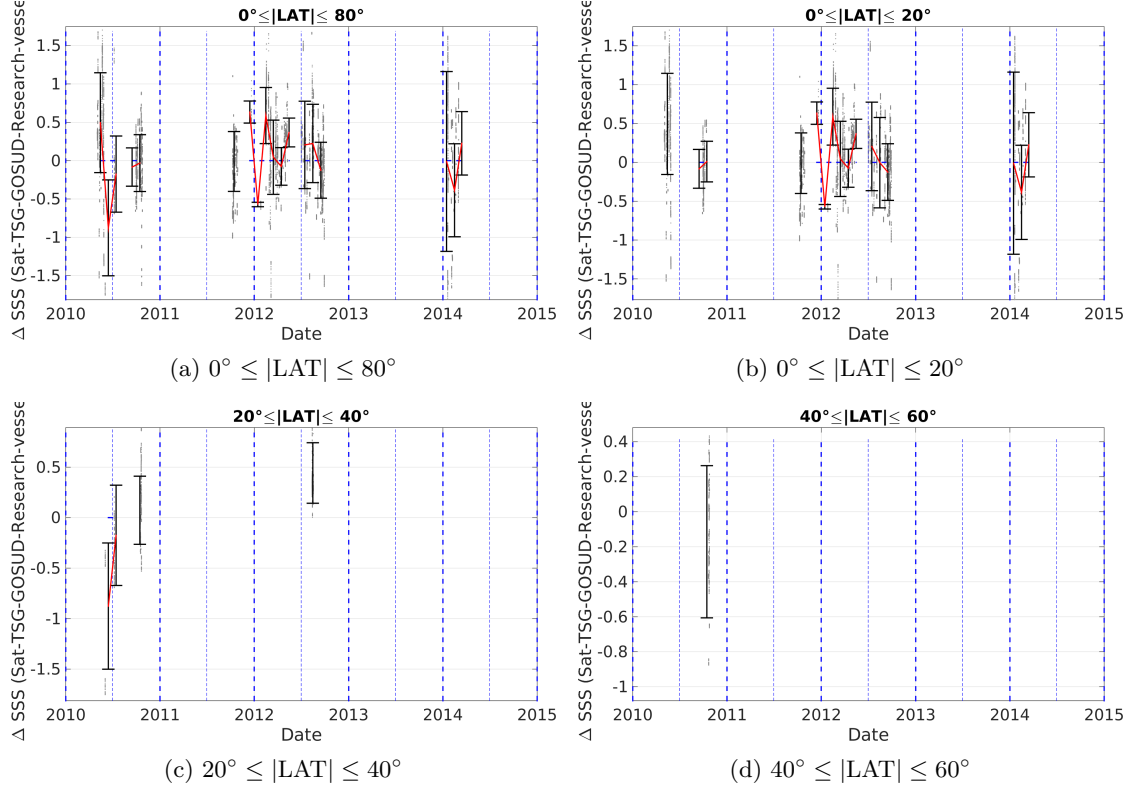 0°≤|LAT|≤ 80°
Δ SSS (Sat-TSG-GOSUD-Research-vesse
1.5
1
0.5
0
-0.5
-1
-1.5
2010 2011 2012 2013 2014 2015
Date
(a) 0° ≤ |LAT| ≤ 80°
0°≤|LAT|≤ 20°
Δ SSS (Sat-TSG-GOSUD-Research-vesse
1.5
1
0.5
0
-0.5
-1
-1.5
2010 2011 2012 2013 2014 2015
Date
(b) 0° ≤ |LAT| ≤ 20°
20°≤|LAT|≤ 40°
Δ SSS (Sat-TSG-GOSUD-Research-vesse
0.5
0
-0.5
-1
-1.5
2010 2011 2012 2013 2014 2015
Date
(c) 20° ≤ |LAT| ≤ 40°
40°≤|LAT|≤ 60°
Δ SSS (Sat-TSG-GOSUD-Research-vesse
0.4
0.2
0
-0.2
-0.4
-0.6
-0.8
-1
2010 2011 2012 2013 2014 2015
Date
(d) 40° ≤ |LAT| ≤ 60°